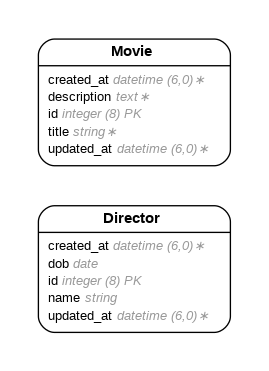 Movie
created_at datetime (6,0)∗
description text∗
id integer (8) PK
title string∗
updated_at datetime (6,0)∗
Director
created_at datetime (6,0)∗
dob date
id integer (8) PK
name string
updated_at datetime (6,0)∗